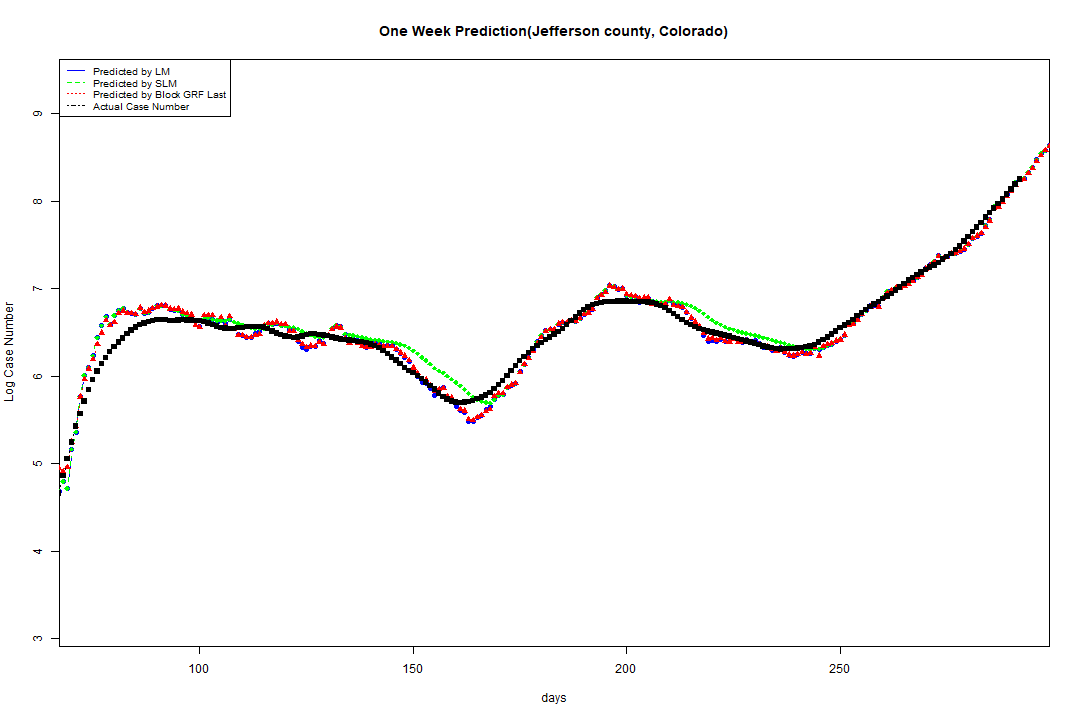 One Week Prediction(Jefferson county, Colorado)
Predicted by LM
Predicted by SLM
Predicted by Block GRF Last
Actual Case Number
9
8
7
6
5
4
3
Log Case Number
100 150 200 250
days